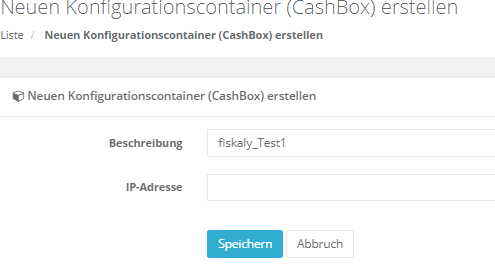 Neuen Konfigurationscontainer (CashBox) erstellen
Liste / Neuen Konfigurationscontainer (CashBox) erstellen
Neuen Konfigurationscontainer (CashBox) erstellen
Beschreibung fiskaly_Test1
IP-Adresse
Speichern Abbruch